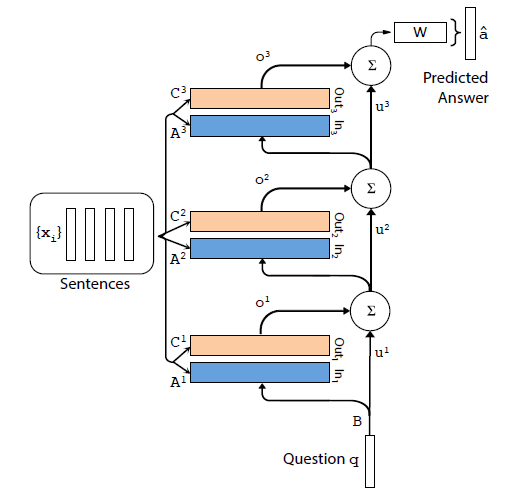 W
â
Σ
Predicted
Answer
o³
C³
A³
Out₃
In₃
u³
Σ
o²
C²
A²
Out₂
In₂
u²
{xᵢ}
Sentences
Σ
o¹
C¹
A¹
Out₁
In₁
u¹
B
Question q